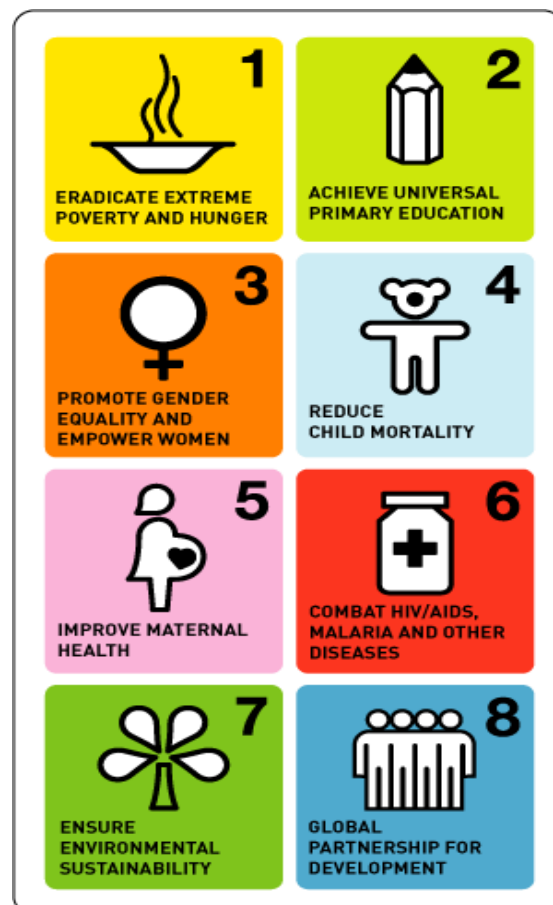 1
ERADICATE EXTREME
POVERTY AND HUNGER
2
ACHIEVE UNIVERSAL
PRIMARY EDUCATION
3
PROMOTE GENDER
EQUALITY AND
EMPOWER WOMEN
4
REDUCE
CHILD MORTALITY
5
IMPROVE MATERNAL
HEALTH
6
COMBAT HIV/AIDS,
MALARIA AND OTHER
DISEASES
7
ENSURE
ENVIRONMENTAL
SUSTAINABILITY
8
GLOBAL
PARTNERSHIP FOR
DEVELOPMENT